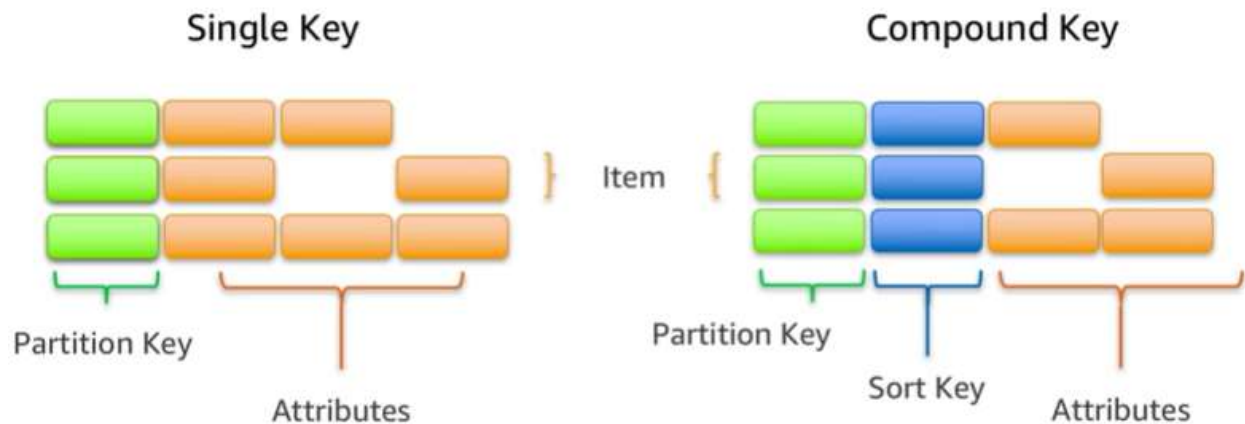 Single Key
Compound Key
Item
Partition Key
Attributes
Partition Key
Sort Key
Attributes